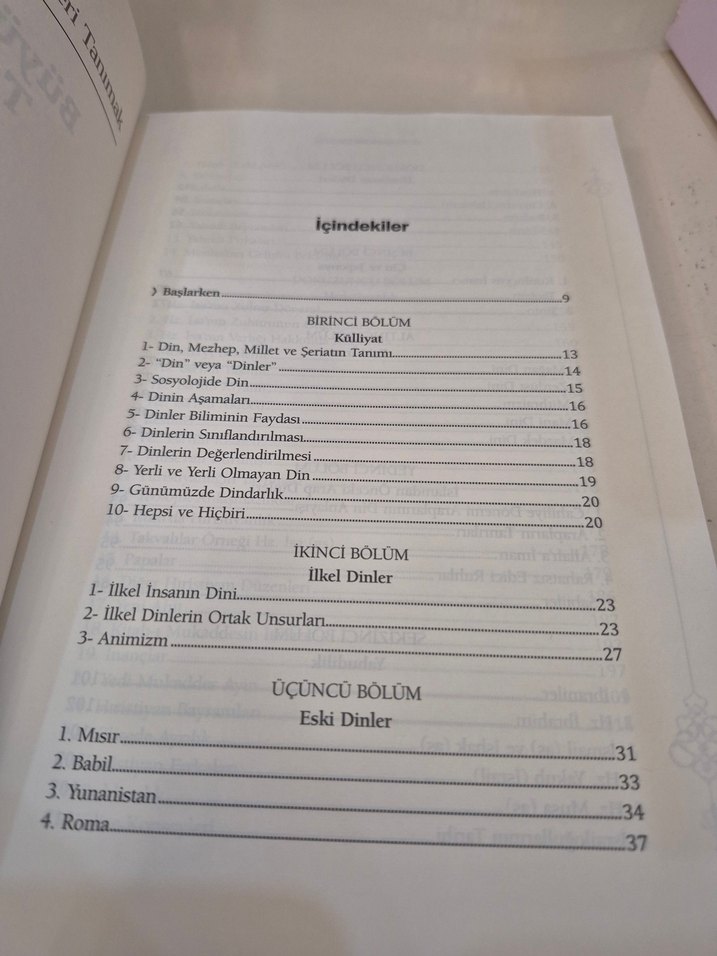 eri Tanımak
Büyü
T
İçindekiler
❭ Başlarken 9
BİRİNCİ BÖLÜM
Külliyat
1- Din, Mezhep, Millet ve Şeriatın Tanımı 13
2- “Din” veya “Dinler” 14
3- Sosyolojide Din 15
4- Dinin Aşamaları 16
5- Dinler Biliminin Faydası 16
6- Dinlerin Sınıflandırılması 18
7- Dinlerin Değerlendirilmesi 18
8- Yerli ve Yerli Olmayan Din 19
9- Günümüzde Dindarlık 20
10- Hepsi ve Hiçbiri 20
İKİNCİ BÖLÜM
İlkel Dinler
1- İlkel İnsanın Dini 23
2- İlkel Dinlerin Ortak Unsurları 23
3- Animizm 27
ÜÇÜNCÜ BÖLÜM
Eski Dinler
1. Mısır 31
2. Babil 33
3. Yunanistan 34
4. Roma 37